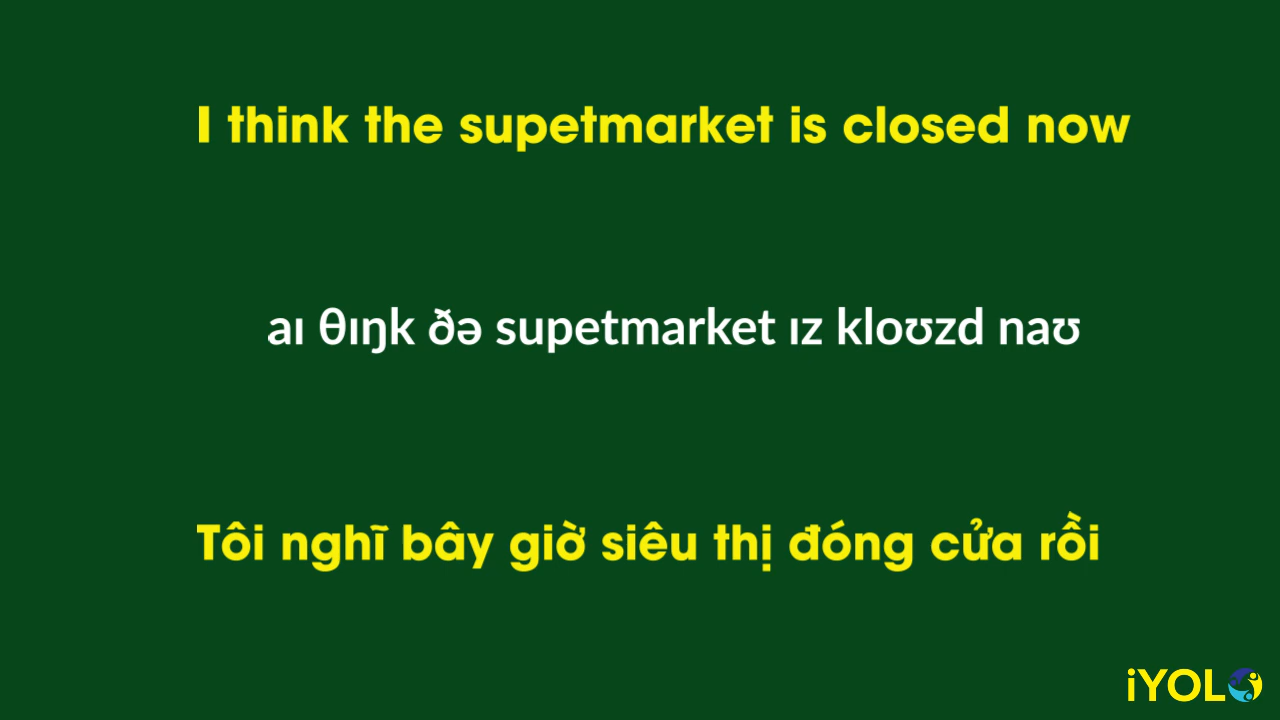 I think the supetmarket is closed now
aɪ θɪŋk ðə supetmarket ɪz kloʊzd naʊ
Tôi nghĩ bây giờ siêu thị đóng cửa rồi
iYOLO